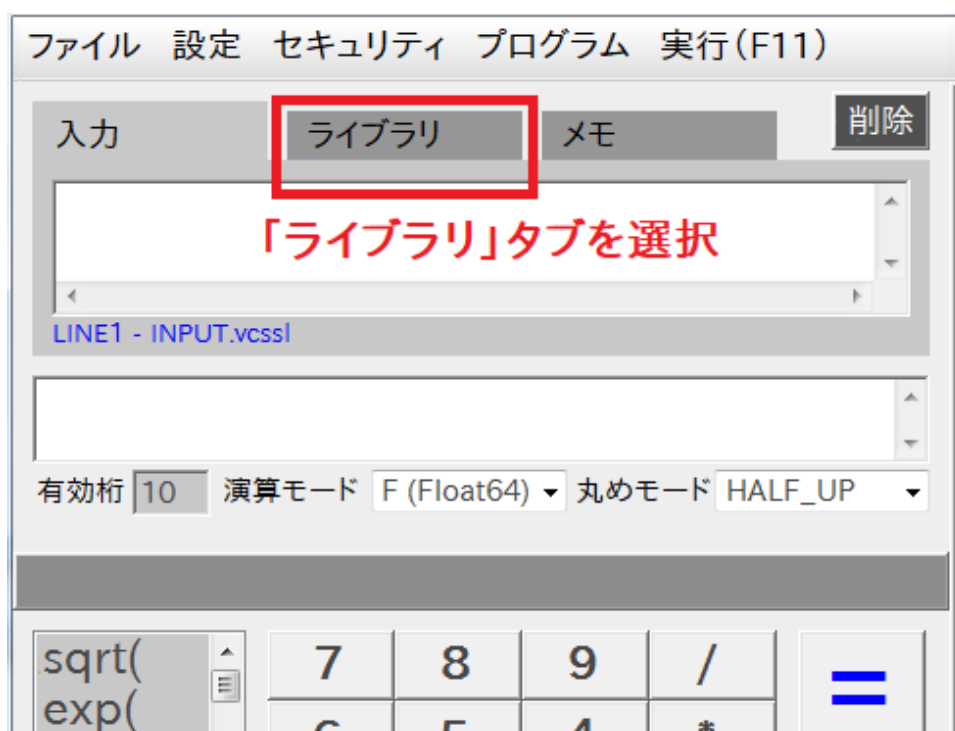 ファイル 設定 セキュリティ プログラム 実行(F11)
入力 ライブラリ メモ 削除
「ライブラリ」タブを選択
LINE1 - INPUT.vcssl
有効桁 10 演算モード F (Float64) 丸めモード HALF_UP
sqrt( 7 8 9 / =
exp( 6 5 4 *